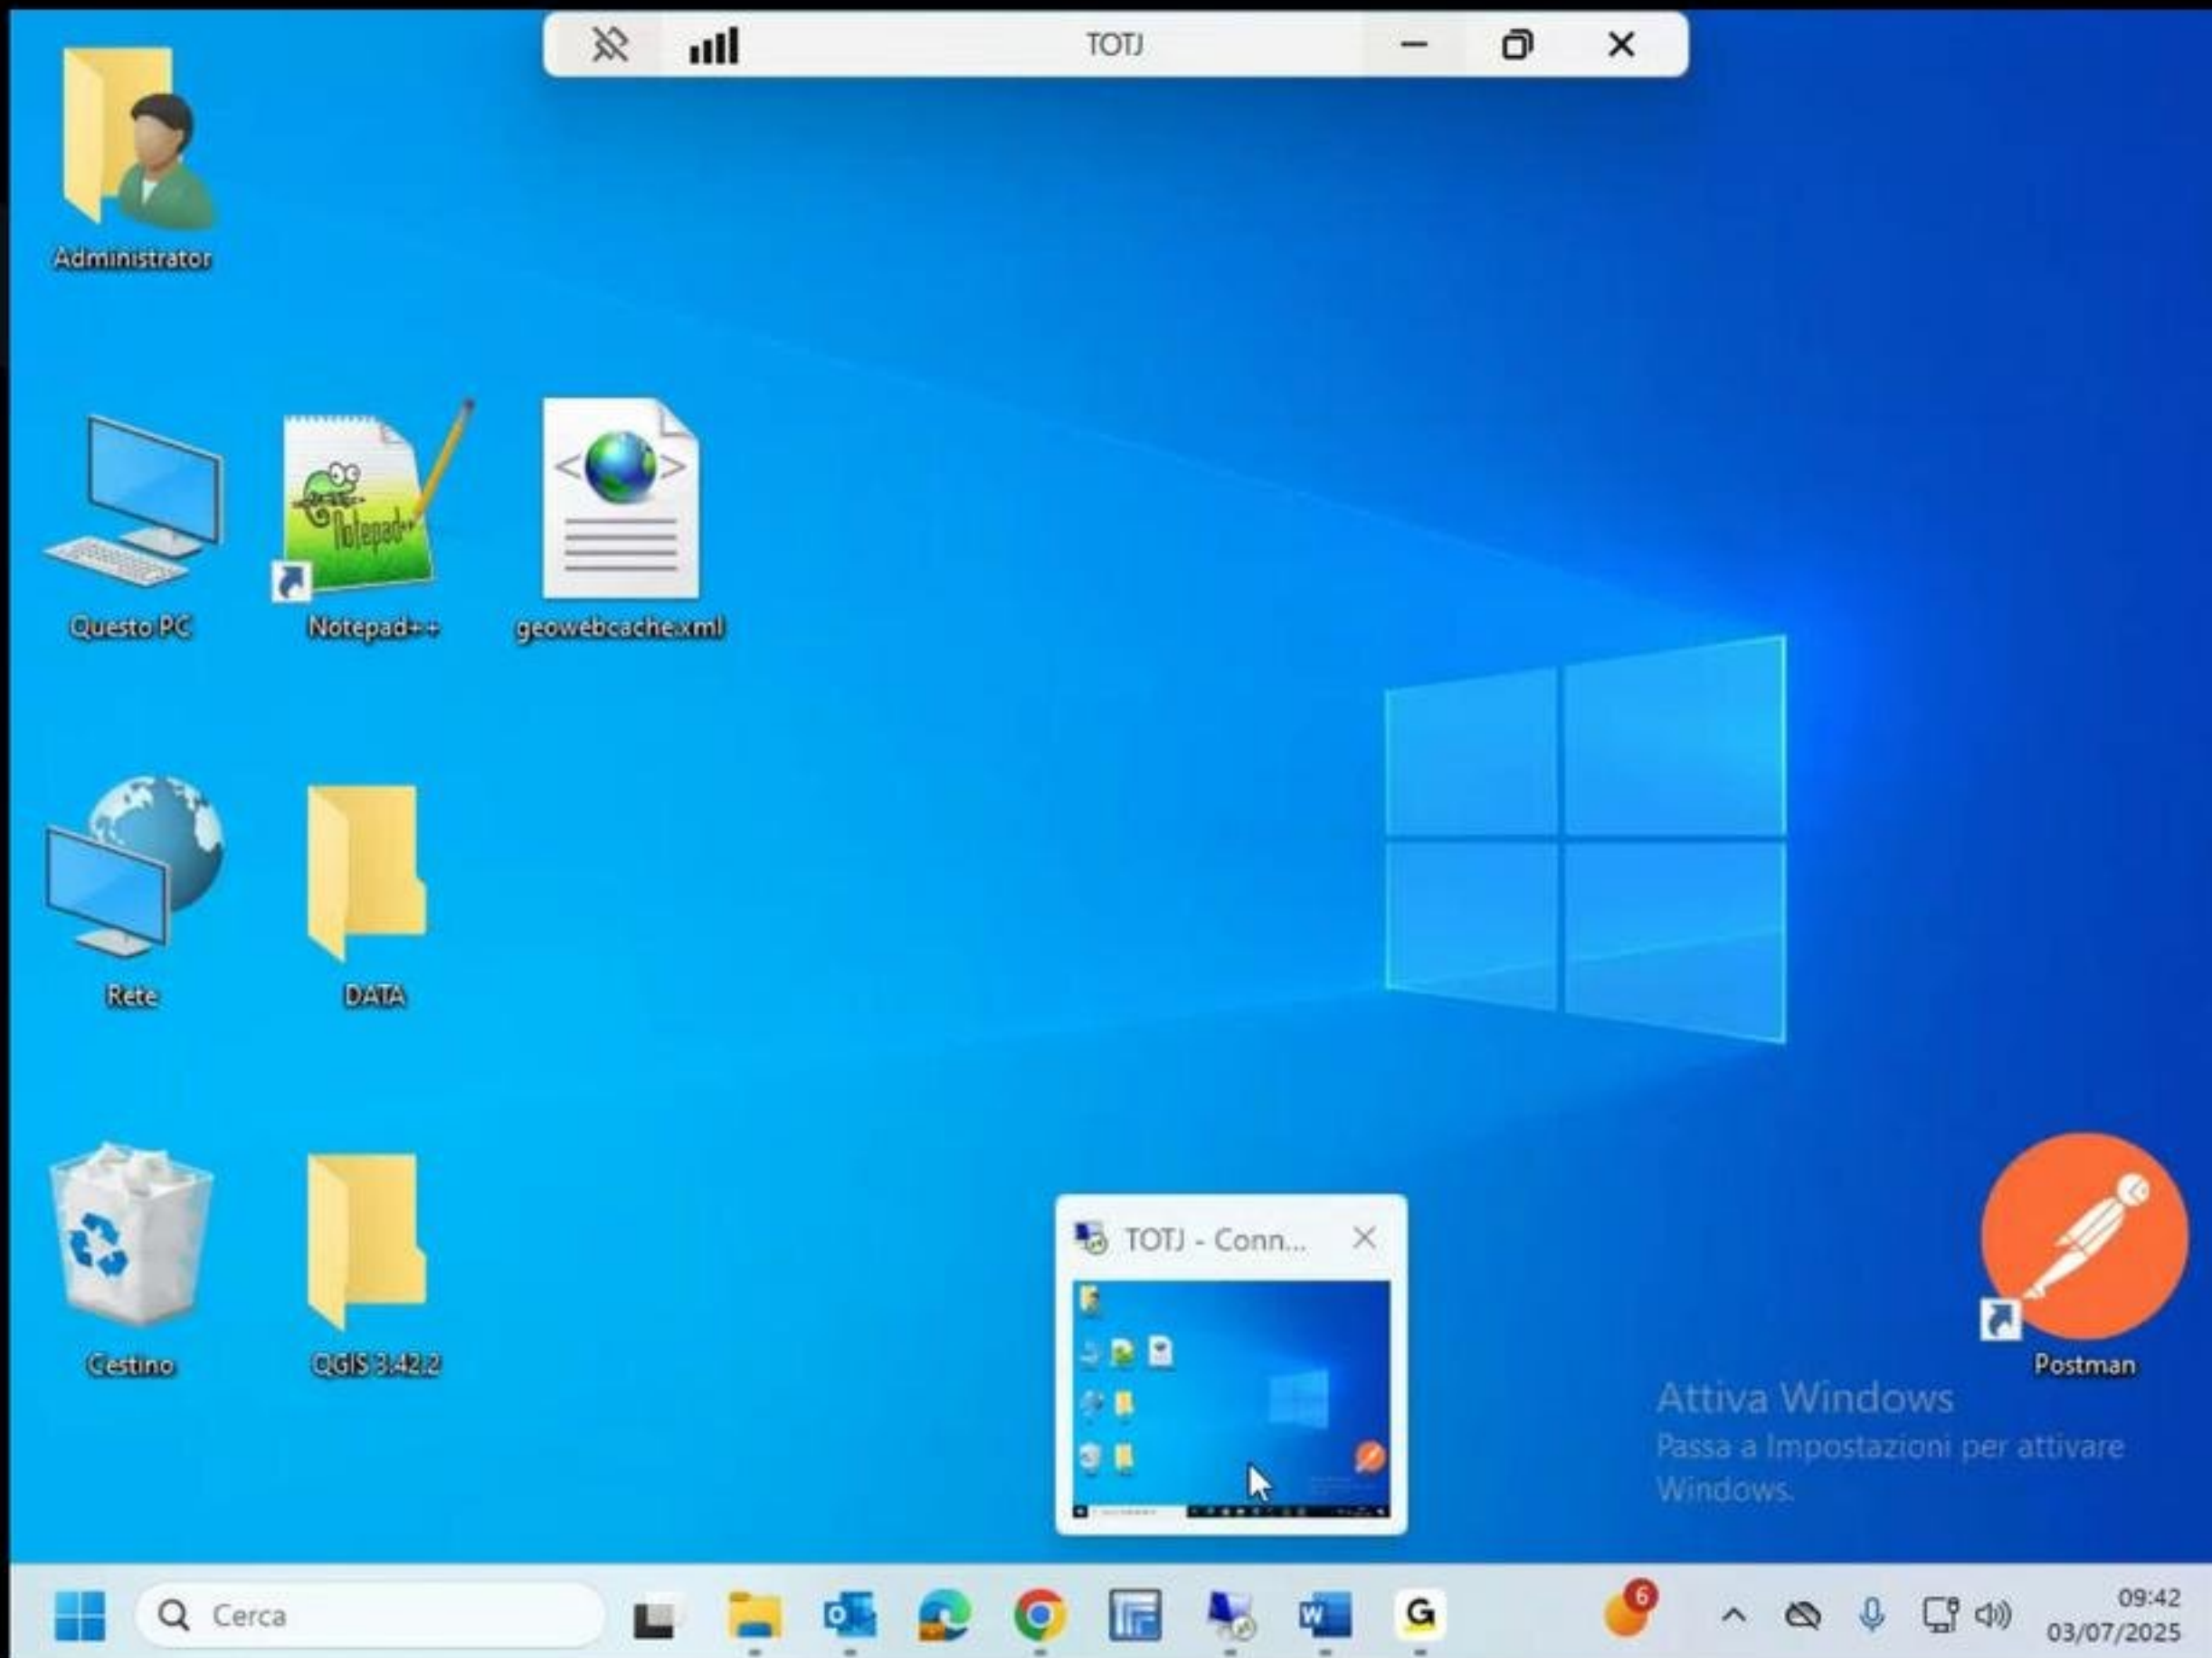 TOTJ
Administrator
Notepad++
Questo PC
Notepad++
geowebcache.xml
Rete
DATA
Cestino
QGIS 3.42.2
TOTJ - Conn...
Postman
Attiva Windows
Passa a Impostazioni per attivare
Windows.
Cerca
6
09:42
03/07/2025